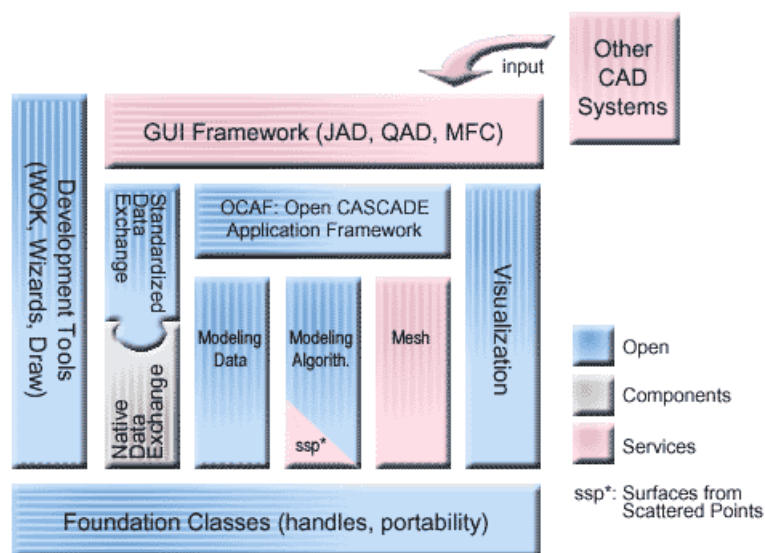 Other
CAD
Systems
input
GUI Framework (JAD, QAD, MFC)
Development Tools
(WOK, Wizards, Draw)
Standardized
Data
Exchange
Native
Data
Exchange
OCAF: Open CASCADE
Application Framework
Modeling
Data
Modeling
Algorith.
ssp*
Mesh
Visualization
Foundation Classes (handles, portability)
Open
Components
Services
ssp*: Surfaces from
Scattered Points